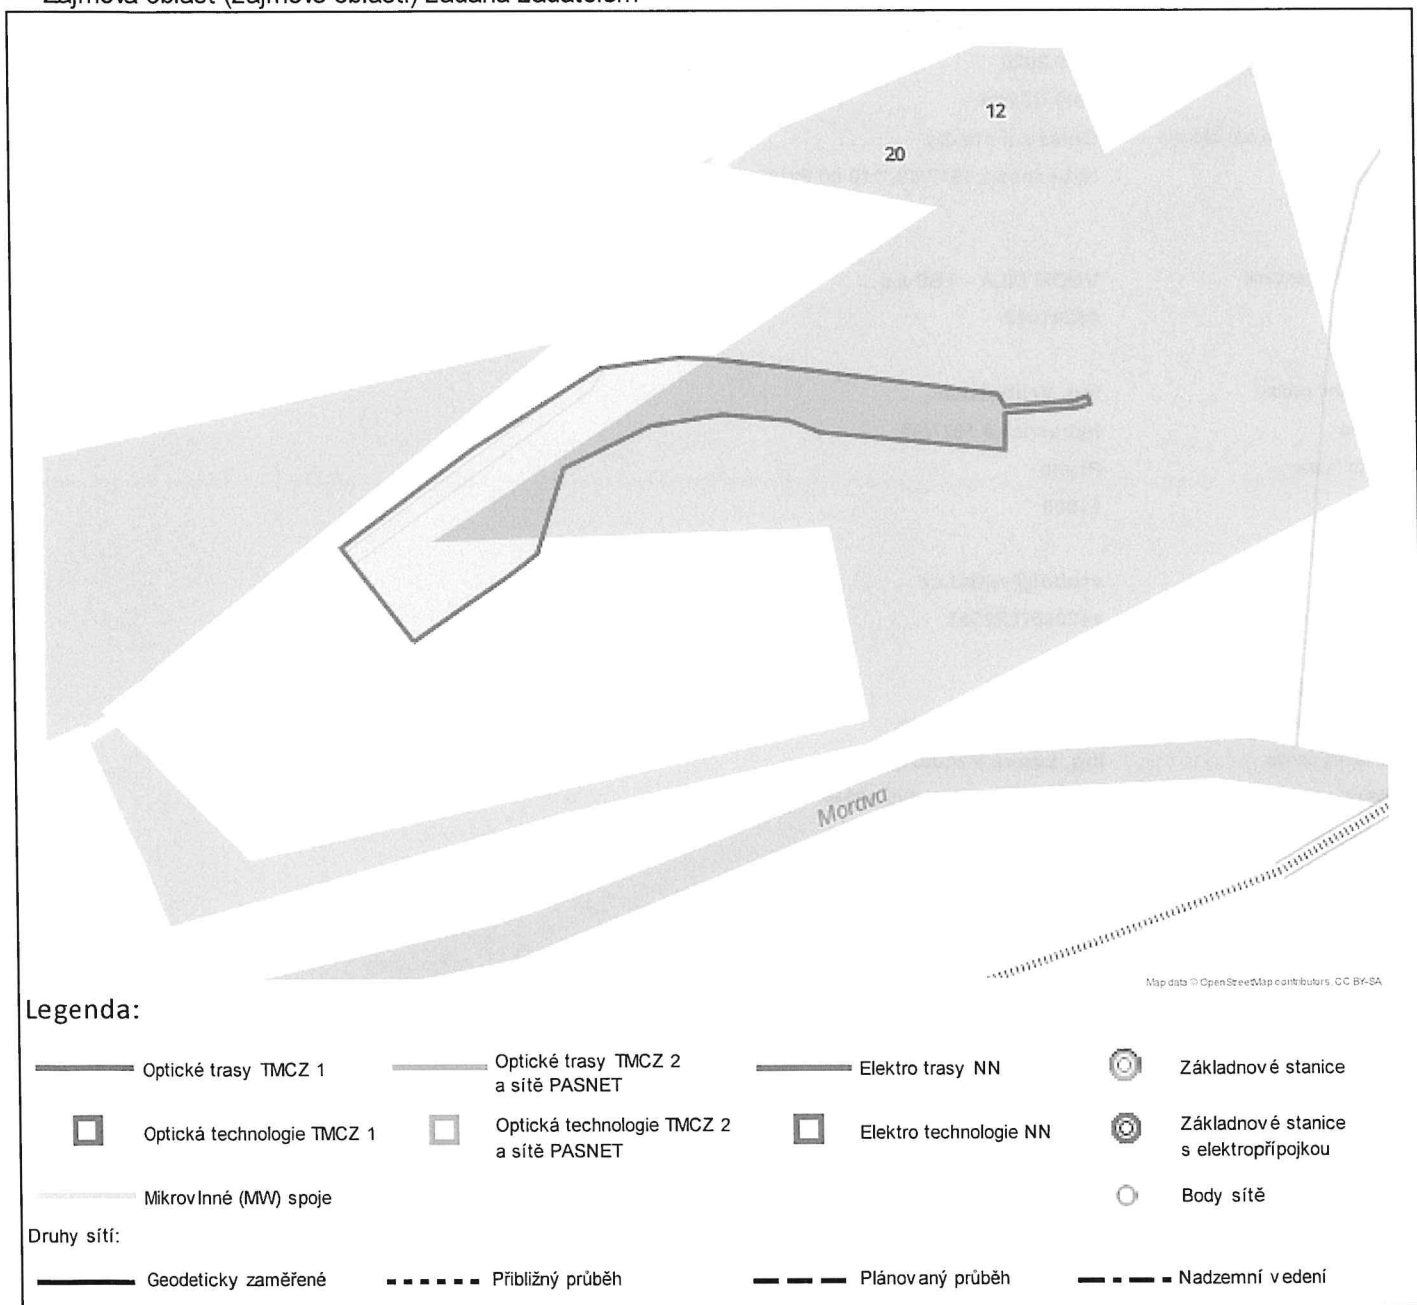 Zájmová oblast (zájmové oblasti) zadaná žadatelem
12
20
Morava
Map data © OpenStreetMap contributors, CC BY-SA
Legenda:
Optické trasy TMCZ 1
Optické trasy TMCZ 2
a sítě PASNET
Elektro trasy NN
Základnové stanice
Optická technologie TMCZ 1
Optická technologie TMCZ 2
a sítě PASNET
Elektro technologie NN
Základnové stanice
s elektropřípojkou
Mikrovlnné (MW) spoje
Body sítě
Druhy sítí:
Geodeticky zaměřené
Přibližný průběh
Plánovaný průběh
Nadzemní vedení